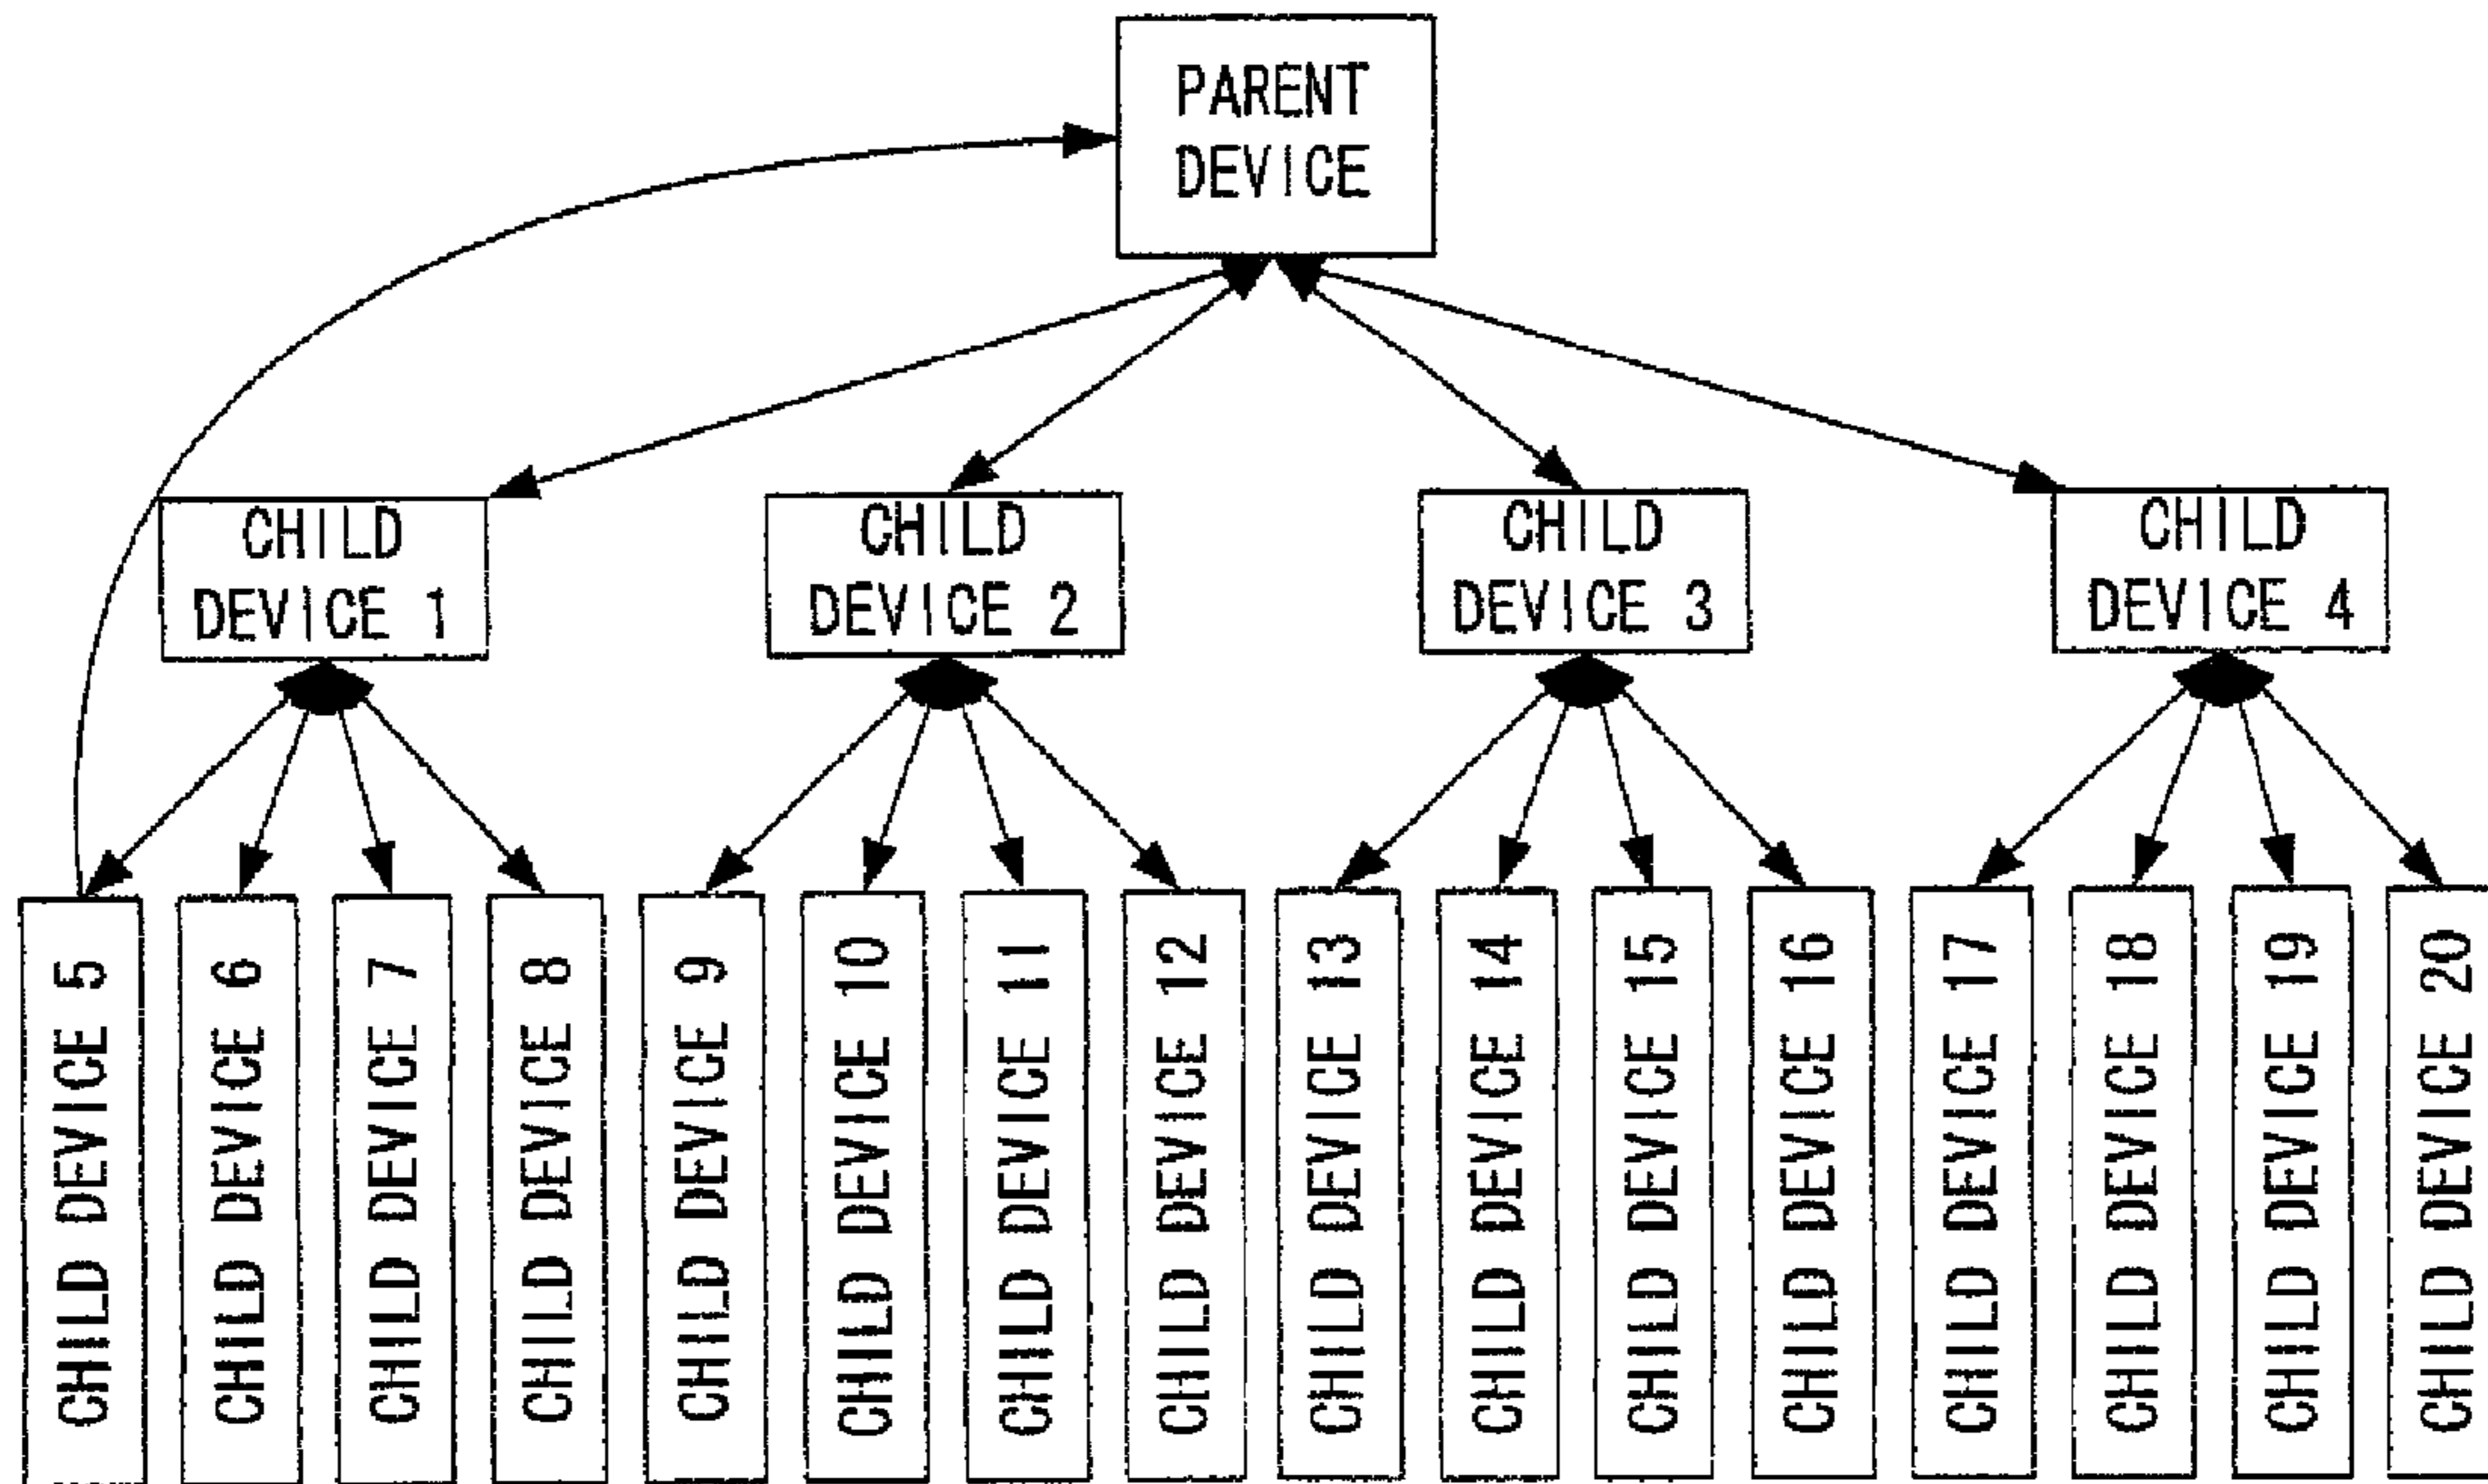 PARENT
DEVICE
CHILD
DEVICE 1
CHILD
DEVICE 2
CHILD
DEVICE 3
CHILD
DEVICE 4
CHILD DEVICE 5
CHILD DEVICE 6
CHILD DEVICE 7
CHILD DEVICE 8
CHILD DEVICE 9
CHILD DEVICE 10
CHILD DEVICE 11
CHILD DEVICE 12
CHILD DEVICE 13
CHILD DEVICE 14
CHILD DEVICE 15
CHILD DEVICE 16
CHILD DEVICE 17
CHILD DEVICE 18
CHILD DEVICE 19
CHILD DEVICE 20